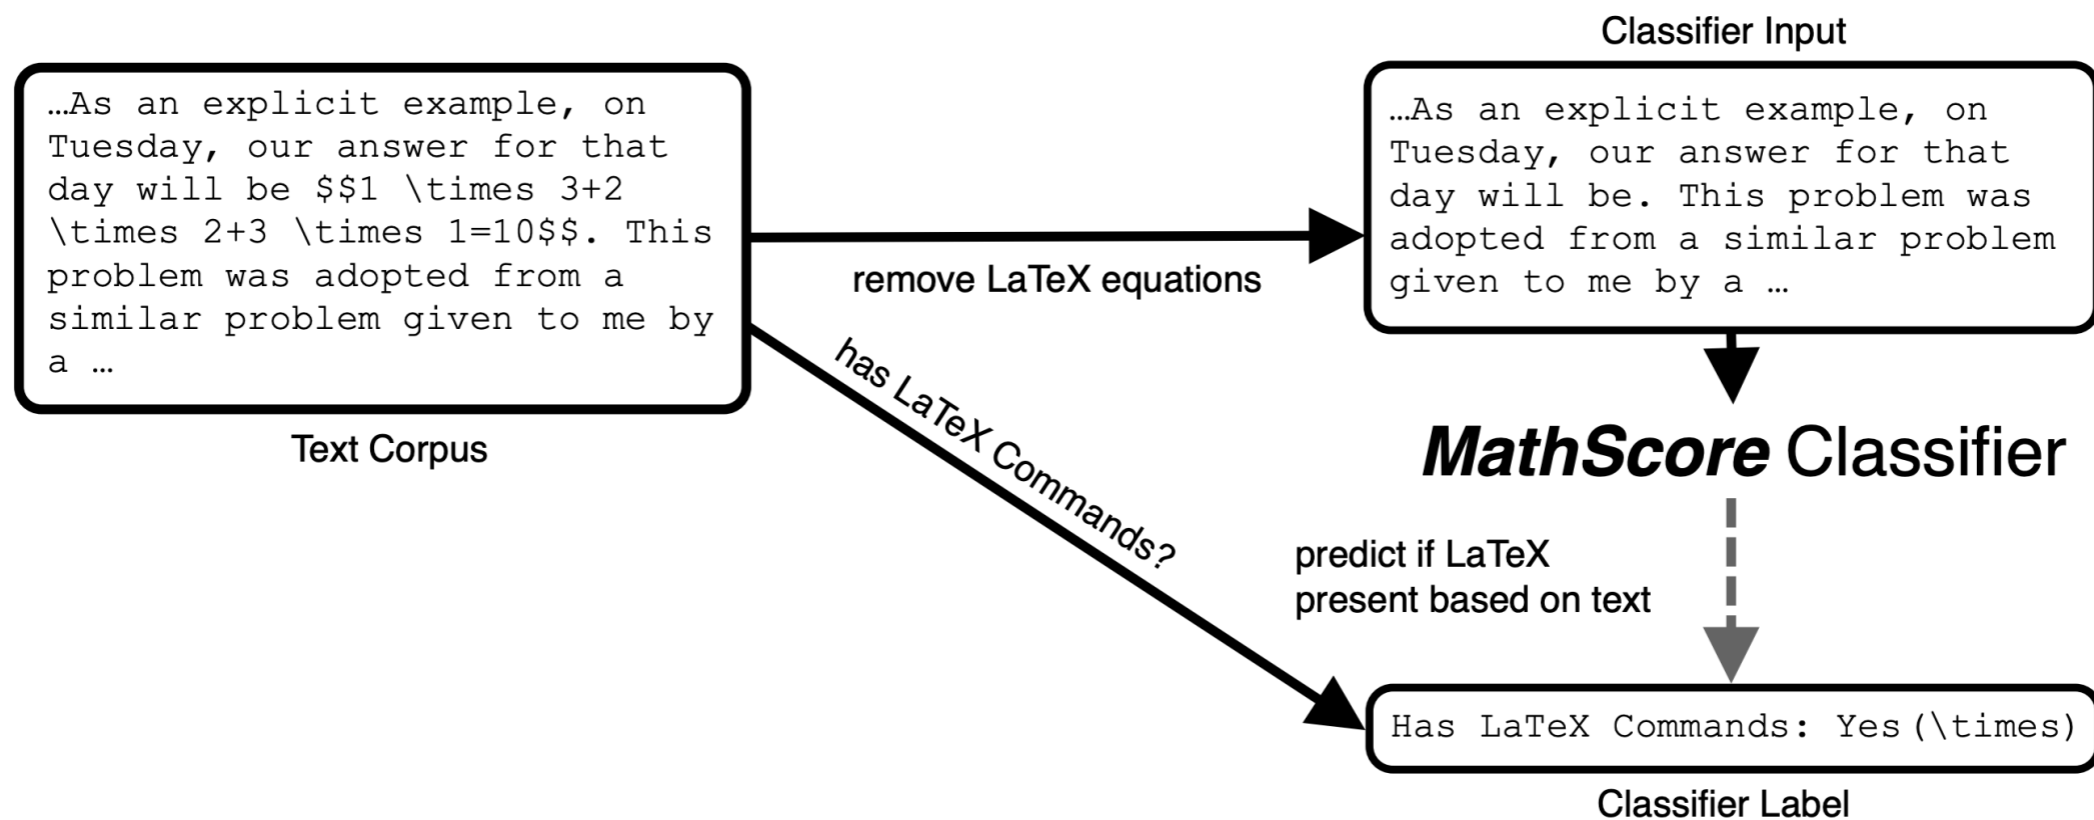 …As an explicit example, on
Tuesday, our answer for that
day will be $$1 \times 3+2
\times 2+3 \times 1=10$$. This
problem was adopted from a
similar problem given to me by
a …
Text Corpus
remove LaTeX equations
has LaTeX Commands?
Classifier Input
…As an explicit example, on
Tuesday, our answer for that
day will be. This problem was
adopted from a similar problem
given to me by a …
MathScore Classifier
predict if LaTeX
present based on text
Has LaTeX Commands: Yes(\times)
Classifier Label